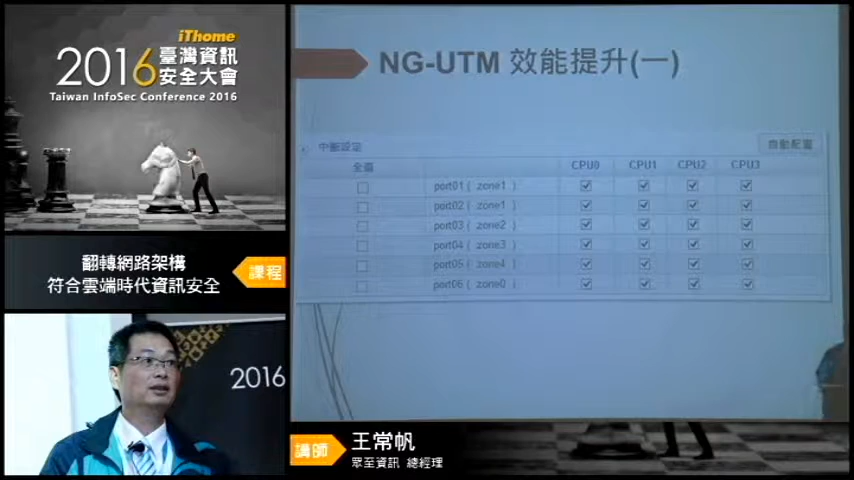 iThome
2016 臺灣資訊安全大會
Taiwan InfoSec Conference 2016
翻轉網路架構
符合雲端時代資訊安全
課程
2016
講師
王常帆
眾至資訊 總經理
NG-UTM 效能提升(一)
中斷設定
自動配置
全選 CPU0 CPU1 CPU2 CPU3
port01 ( zone1 )
port02 ( zone1 )
port03 ( zone2 )
port04 ( zone3 )
port05 ( zone4 )
port06 ( zone0 )